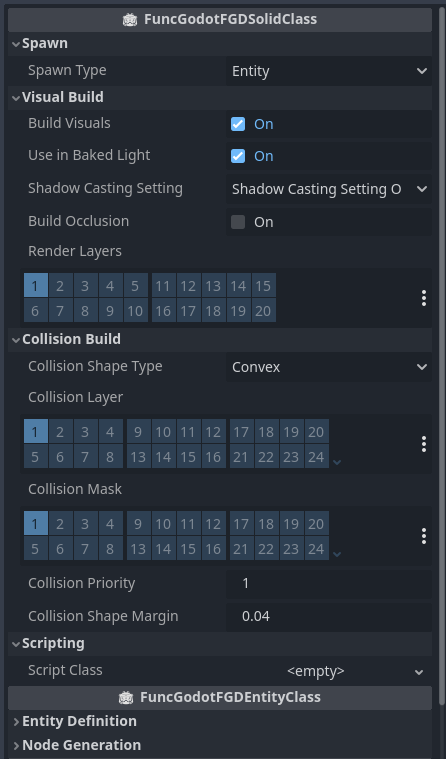 FuncGodotFGDSolidClass
Spawn
Spawn Type Entity
Visual Build
Build Visuals On
Use in Baked Light On
Shadow Casting Setting Shadow Casting Setting O
Build Occlusion On
Render Layers
1 2 3 4 5 11 12 13 14 15
6 7 8 9 10 16 17 18 19 20
Collision Build
Collision Shape Type Convex
Collision Layer
1 2 3 4 9 10 11 12 17 18 19 20
5 6 7 8 13 14 15 16 21 22 23 24
Collision Mask
1 2 3 4 9 10 11 12 17 18 19 20
5 6 7 8 13 14 15 16 21 22 23 24
Collision Priority 1
Collision Shape Margin 0.04
Scripting
Script Class <empty>
FuncGodotFGDEntityClass
Entity Definition
Node Generation